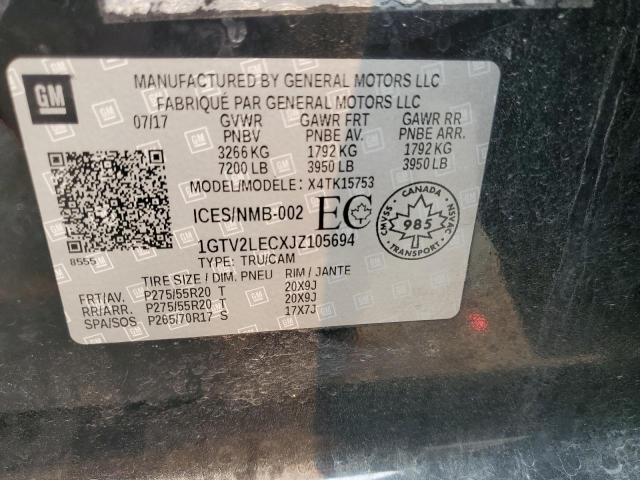 GM
MANUFACTURED BY GENERAL MOTORS LLC
FABRIQUÉ PAR GENERAL MOTORS LLC
07/17 GVWR GAWR FRT GAWR RR
PNBV PNBE AV. PNBE ARR.
3266 KG 1792 KG 1792 KG
7200 LB 3950 LB 3950 LB
MODEL/MODELE: X4TK15753
ICES/NMB-002 EC
CANADA
CMVSS 985 NSVAC
TRANSPORT
8555
1GTV2LECXJZ105694
TYPE: TRU/CAM
TIRE SIZE / DIM. PNEU RIM / JANTE
FRT/AV. P275/55R20 T 20X9J
RR/ARR. P275/55R20 T 20X9J
SPA/SOS P265/70R17 S 17X7J